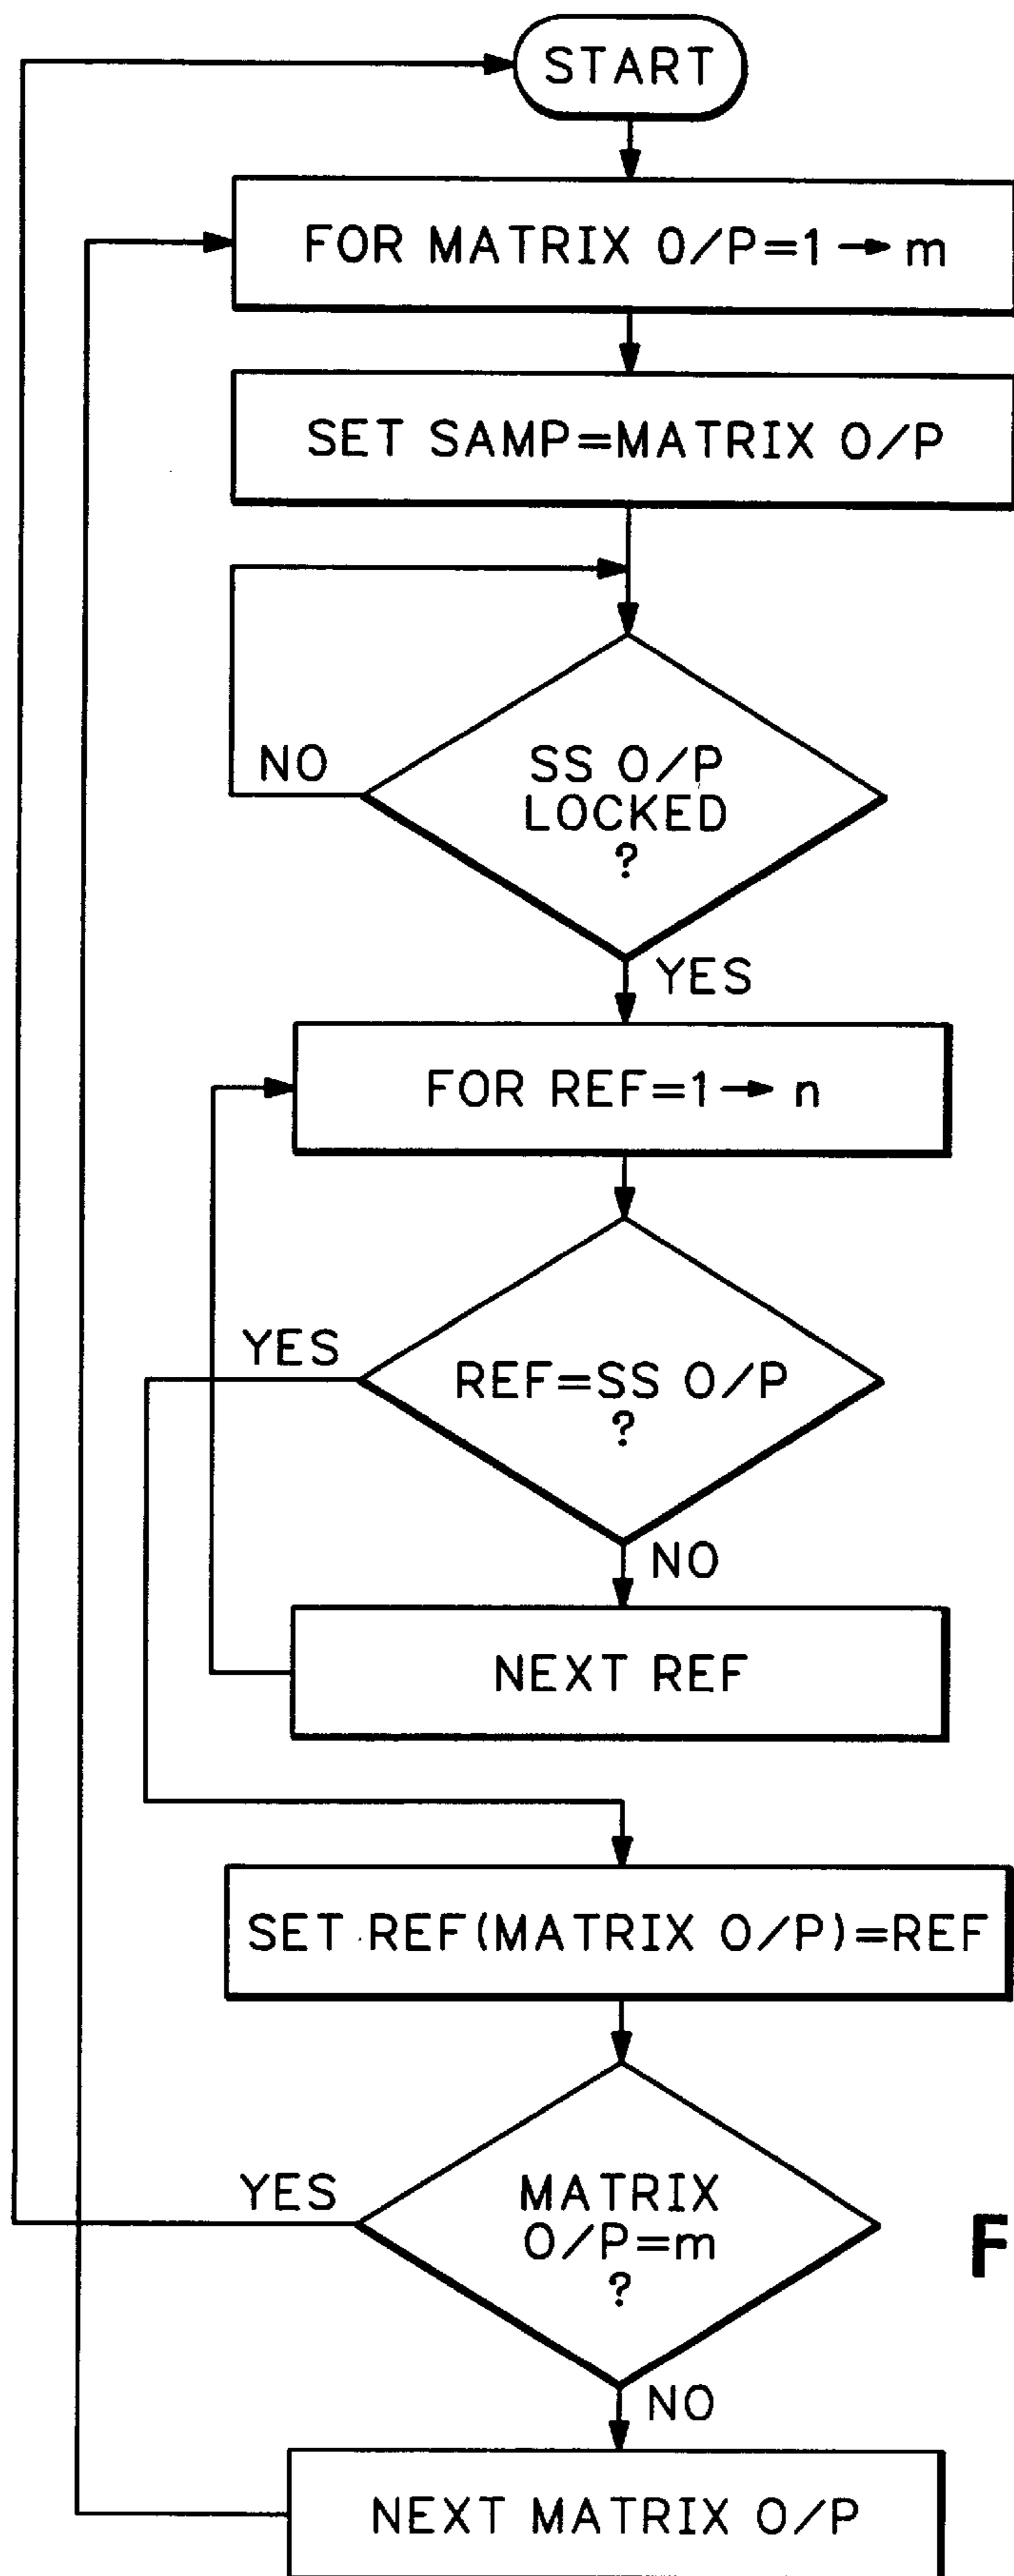 START
FOR MATRIX O/P=1→m
SET SAMP=MATRIX O/P
NO
SS O/P
LOCKED
?
YES
FOR REF=1→n
YES
REF=SS O/P
?
NO
NEXT REF
SET REF(MATRIX O/P)=REF
YES
MATRIX
O/P=m
?
NO
NEXT MATRIX O/P